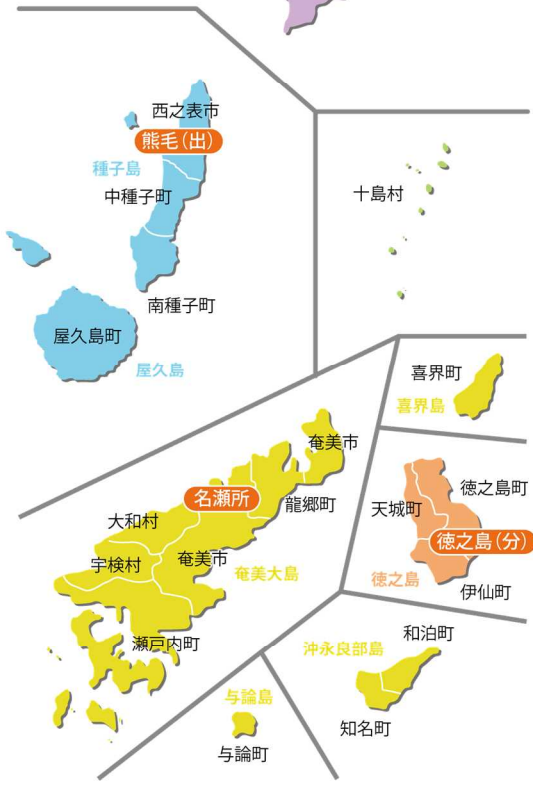 西之表市
熊毛(出)
種子島
中種子町
南種子町
屋久島町
屋久島
十島村
喜界町
喜界島
奄美市
名瀬所
龍郷町
大和村
奄美市
宇検村
奄美大島
瀬戸内町
徳之島町
天城町
徳之島(分)
徳之島
伊仙町
和泊町
沖永良部島
知名町
与論島
与論町